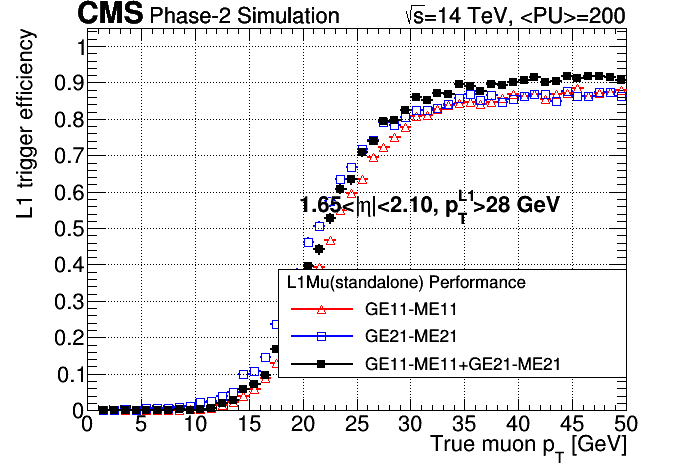 CMS Phase-2 Simulation √s=14 TeV, <PU>=200
L1 trigger efficiency
1
0.9
0.8
0.7
0.6
0.5
0.4
0.3
0.2
0.1
0
1.65<|η|<2.10, p_T^L1>28 GeV
L1Mu(standalone) Performance
GE11-ME11
GE21-ME21
GE11-ME11+GE21-ME21
0 5 10 15 20 25 30 35 40 45 50
True muon p_T [GeV]